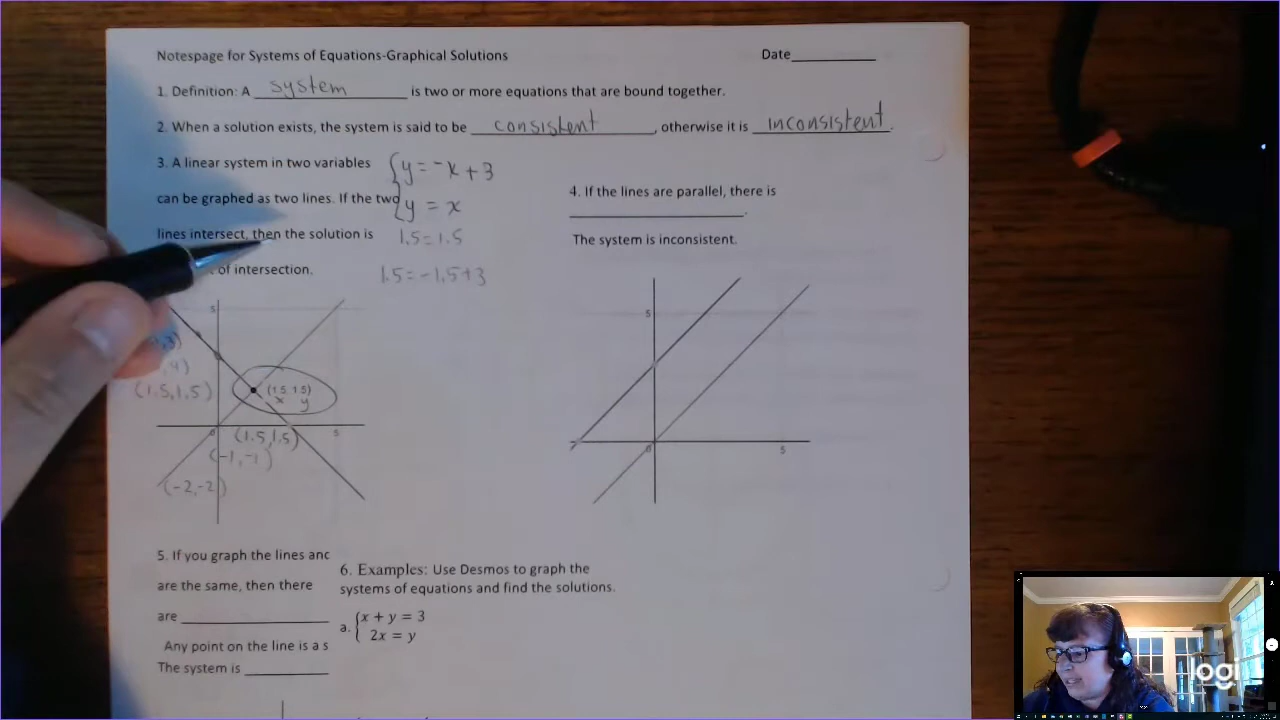 Notespage for Systems of Equations-Graphical Solutions
Date
1. Definition: A system is two or more equations that are bound together.
2. When a solution exists, the system is said to be consistent, otherwise it is inconsistent.
3. A linear system in two variables
can be graphed as two lines. If the two
lines intersect, then the solution is
of intersection.
{y = -x + 3
y = x
1.5 = 1.5
1.5 = -1.5+3
4. If the lines are parallel, there is
The system is inconsistent.
5
(1.5,1.5)
(1.5, 1.5)
x y
0
5
(1.5,1.5)
(-1,-1)
(-2,-2)
5
0
5
5. If you graph the lines and
are the same, then there
are
Any point on the line is a s
The system is
6. Examples: Use Desmos to graph the
systems of equations and find the solutions.
a. {x + y = 3
2x = y
logi